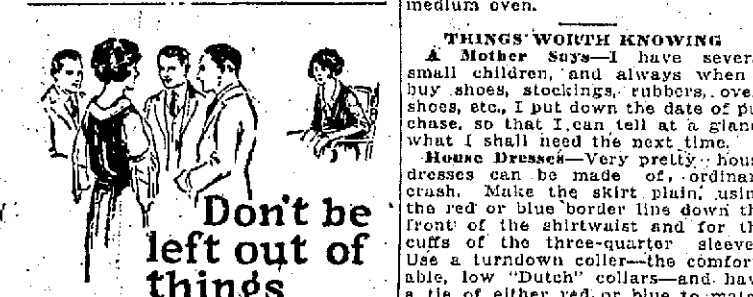 Don't be
left out of
things
medium oven.
THINGS WORTH KNOWING
A Mother Says—I have sever
small children, and always when
buy shoes, stockings, rubbers, ove
shoes, etc., I put down the date of pu
chase, so that I can tell at a glan
what I shall need the next time.
House Dresses—Very pretty hous
dresses can be made of ordinar
crash. Make the skirt plain, usin
the red or blue border line down th
front of the shirtwaist and for th
cuffs of the three-quarter sleeve
Use a turndown coller—the comfor
able, low "Dutch" collars—and hav
a tie of either red or blue to mat